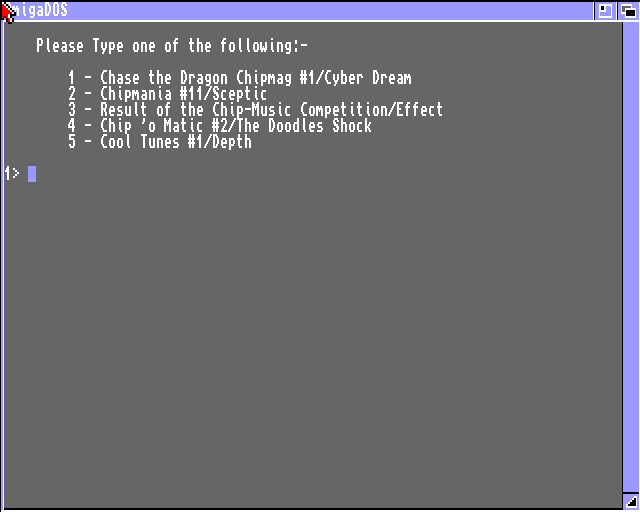 AmigaDOS
Please Type one of the following:-
1 - Chase the Dragon Chipmag #1/Cyber Dream
2 - Chipmania #11/Sceptic
3 - Result of the Chip-Music Competition/Effect
4 - Chip 'o Matic #2/The Doodles Shock
5 - Cool Tunes #1/Depth
1>